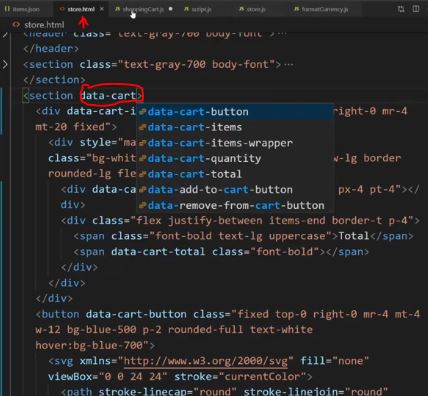 items.json store.html × shoppingCart.js ● script.js store.js formatCurrency.js
store.html
<header class="text-gray-700 body-font">…
</header>
<section class="text-gray-700 body-font">…
</section>
<section data-cart>
<div data-cart-i right-0 mr-4
mt-20 fixed">
<div style="ma
class="bg-whit w-lg border
rounded-lg fle
<div data-ca px-4 pt-4"></
div>
<div class="flex justify-between items-end border-t p-4">
<span class="font-bold text-lg uppercase">Total</span>
<span data-cart-total class="font-bold"></span>
</div>
</div>
</div>
<button data-cart-button class="fixed top-0 right-0 mr-4 mt-4
w-12 bg-blue-500 p-2 rounded-full text-white
hover:bg-blue-700">
<svg xmlns="http://www.w3.org/2000/svg" fill="none"
viewBox="0 0 24 24" stroke="currentColor">
<path stroke-linecap="round" stroke-linejoin="round"
data-cart-button
data-cart-items
data-cart-items-wrapper
data-cart-quantity
data-cart-total
data-add-to-cart-button
data-remove-from-cart-button